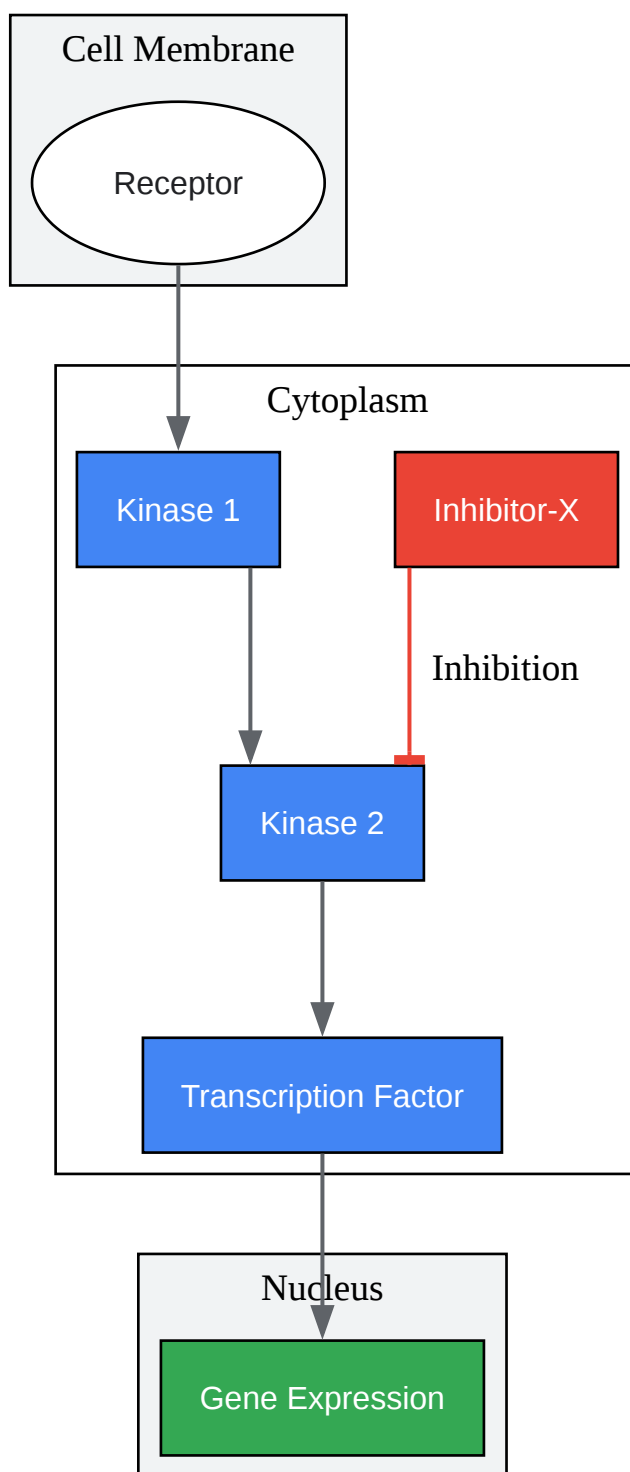 Cell Membrane
Receptor
Cytoplasm
Kinase 1
Inhibitor-X
Inhibition
Kinase 2
Transcription Factor
Nucleus
Gene Expression